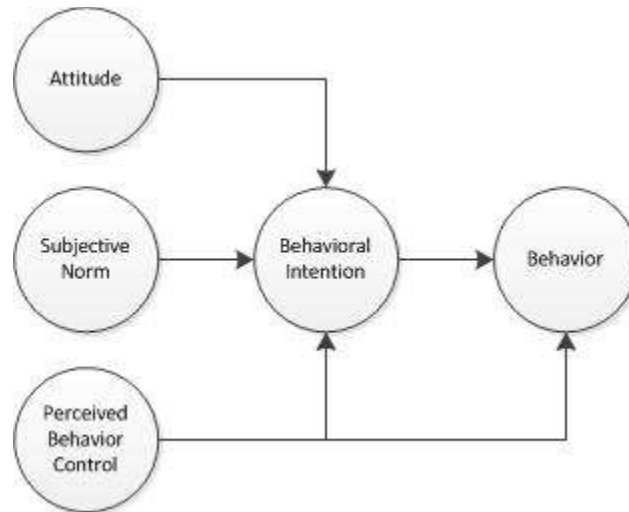 Attitude
Subjective
Norm
Behavioral
Intention
Behavior
Perceived
Behavior
Control